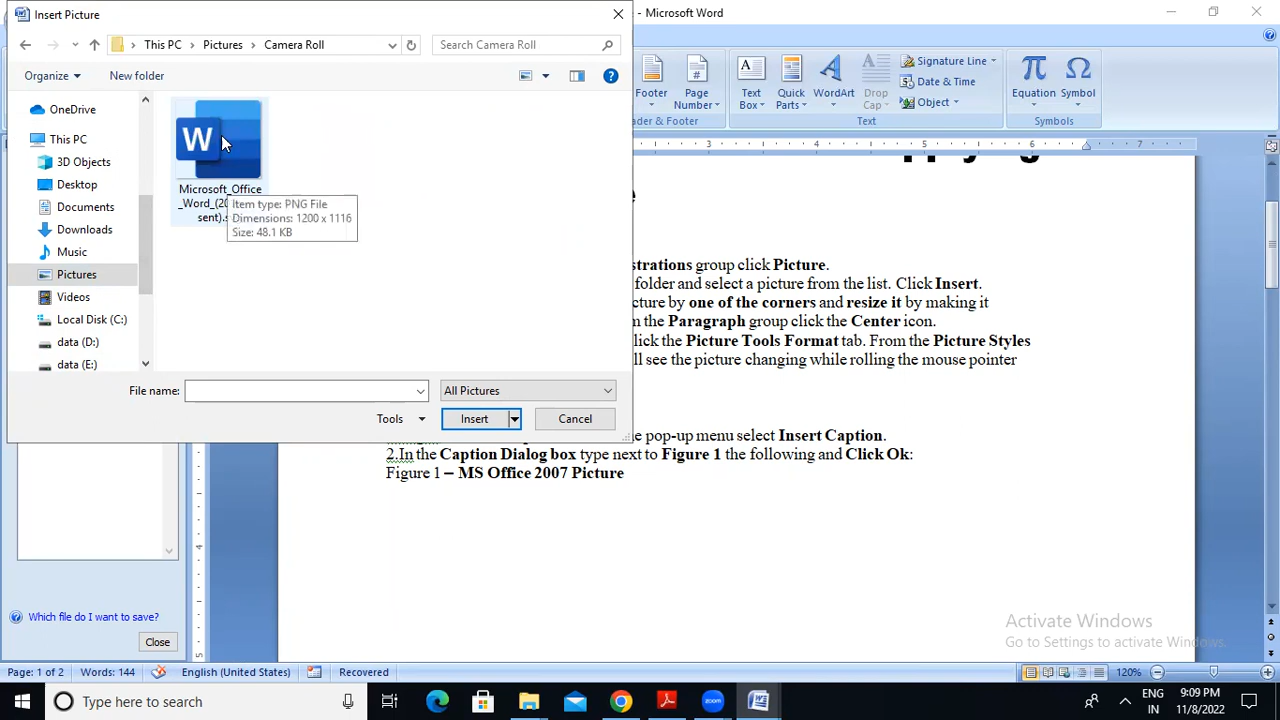 Insert Picture
- Microsoft Word
This PC
Pictures
Camera Roll
Search Camera Roll
Organize
New folder
OneDrive
This PC
3D Objects
Desktop
Documents
Downloads
Music
Pictures
Videos
Local Disk (C:)
data (D:)
data (E:)
W
Microsoft_Office
_Word_(20
sent).s
Item type: PNG File
Dimensions: 1200 x 1116
Size: 48.1 KB
File name:
All Pictures
Tools
Insert
Cancel
Footer
Page
Number
der & Footer
Text
Box
Quick
Parts
WordArt
Drop
Cap
Signature Line
Date & Time
Object
Text
Equation
Symbol
Symbols
3 4 5 6 7
strations group click Picture.
folder and select a picture from the list. Click Insert.
cture by one of the corners and resize it by making it
m the Paragraph group click the Center icon.
lick the Picture Tools Format tab. From the Picture Styles
ll see the picture changing while rolling the mouse pointer
e pop-up menu select Insert Caption.
2.In the Caption Dialog box type next to Figure 1 the following and Click Ok:
Figure 1 – MS Office 2007 Picture
Which file do I want to save?
Close
Activate Windows
Go to Settings to activate Windows.
Page: 1 of 2
Words: 144
English (United States)
Recovered
120%
Type here to search
ENG
IN
9:09 PM
11/8/2022